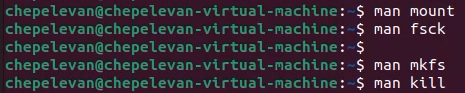 chepelevan@chepelevan-virtual-machine:~$ man mount
chepelevan@chepelevan-virtual-machine:~$ man fsck
chepelevan@chepelevan-virtual-machine:~$
chepelevan@chepelevan-virtual-machine:~$ man mkfs
chepelevan@chepelevan-virtual-machine:~$ man kill